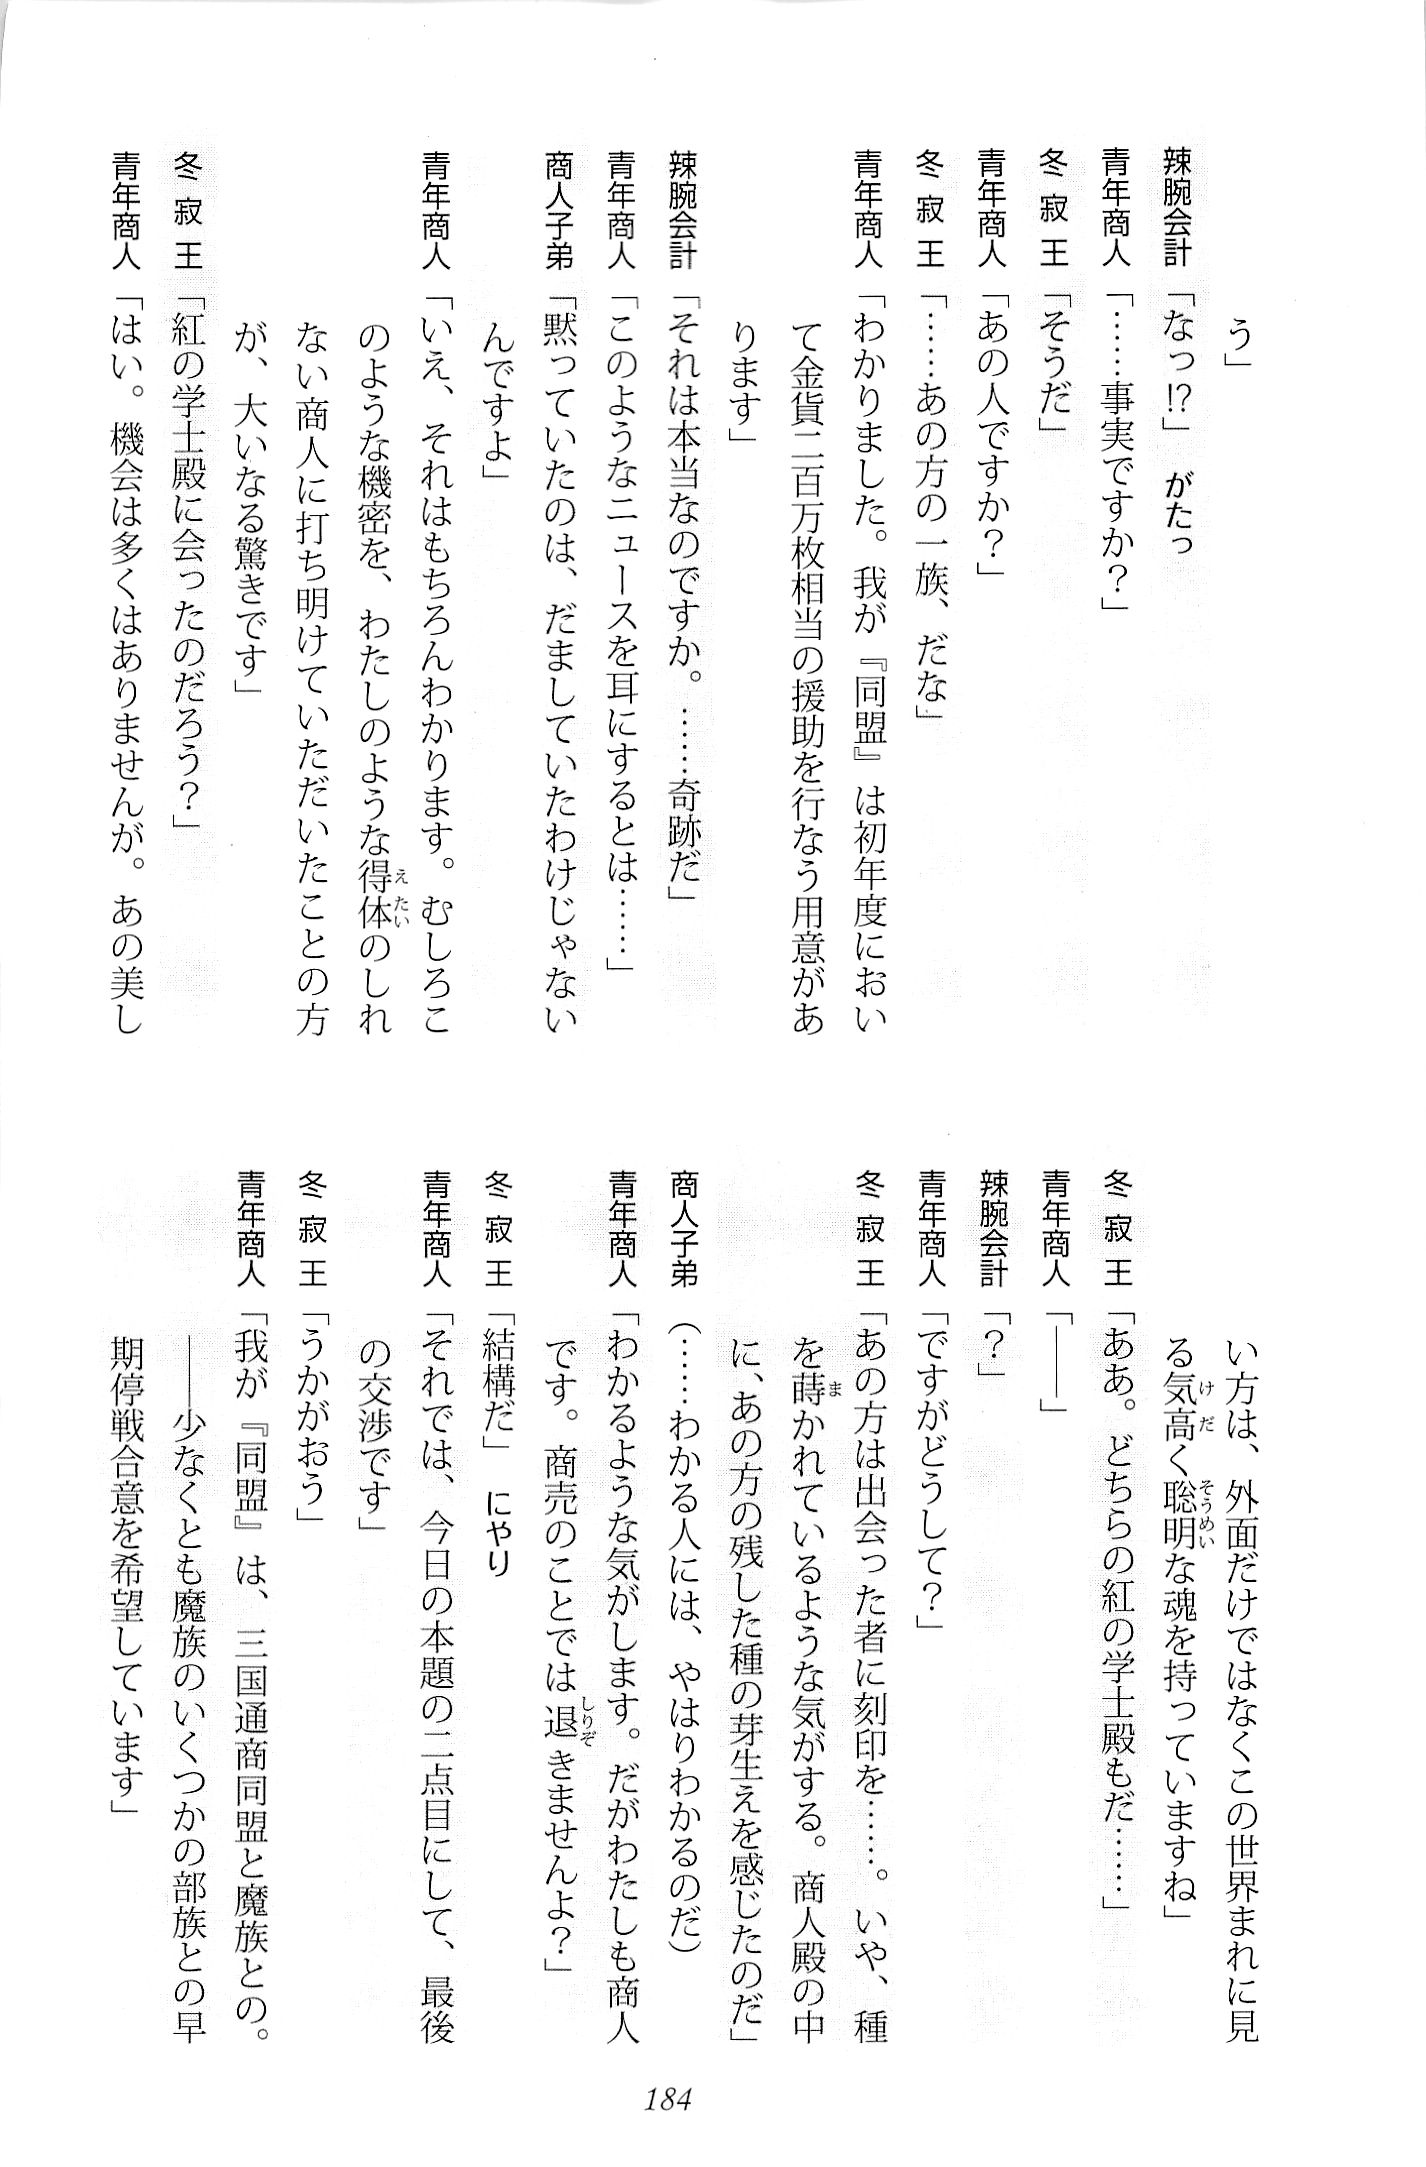 う」
辣腕会計「なっ!?」　がたっ
青年商人「……事実ですか？」
冬寂王「そうだ」
青年商人「あの人ですか？」
冬寂王「……あの方の一族、だな」
青年商人「わかりました。我が『同盟』は初年度におい
て金貨二百万枚相当の援助を行なう用意があ
ります」
辣腕会計「それは本当なのですか。……奇跡だ」
青年商人「このようなニュースを耳にするとは……」
商人子弟「黙っていたのは、だましていたわけじゃない
んですよ」
青年商人「いえ、それはもちろんわかります。むしろこ
のような機密を、わたしのような得体のしれ
ない商人に打ち明けていただいたことの方
が、大いなる驚きです」
冬寂王「紅の学士殿に会ったのだろう？」
青年商人「はい。機会は多くはありませんが。あの美し
い方は、外面だけではなくこの世界まれに見
る気高く聡明な魂を持っていますね」
冬寂王「ああ。どちらの紅の学士殿もだ……」
青年商人「――」
辣腕会計「？」
青年商人「ですがどうして？」
冬寂王「あの方は出会った者に刻印を……。いや、種
を蒔かれているような気がする。商人殿の中
に、あの方の残した種の芽生えを感じたのだ」
商人子弟（……わかる人には、やはりわかるのだ）
青年商人「わかるような気がします。だがわたしも商人
です。商売のことでは退きませんよ？」
冬寂王「結構だ」　にやり
青年商人「それでは、今日の本題の二点目にして、最後
の交渉です」
冬寂王「うかがおう」
青年商人「我が『同盟』は、三国通商同盟と魔族との。
――少なくとも魔族のいくつかの部族との早
期停戦合意を希望しています」
184